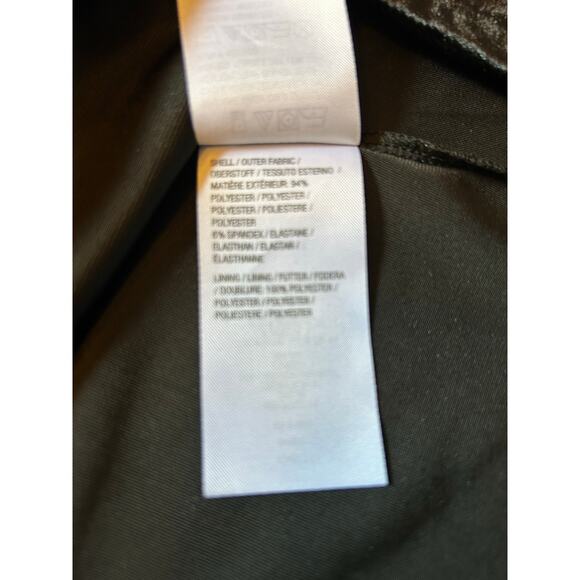 SHELL / OUTER FABRIC /
OBERSTOFF / TESSUTO ESTERNO /
MATIÈRE EXTÉRIEUR: 94%
POLYESTER / POLYESTER /
POLYESTER / POLIESTERE /
POLYESTER
6% SPANDEX / ELASTANE /
ELASTHAN / ELASTAN /
ÉLASTHANNE
LINING / LINING / FUTTER / FODERA
/ DOUBLURE: 100% POLYESTER /
POLYESTER / POLYESTER /
POLIESTERE / POLYESTER